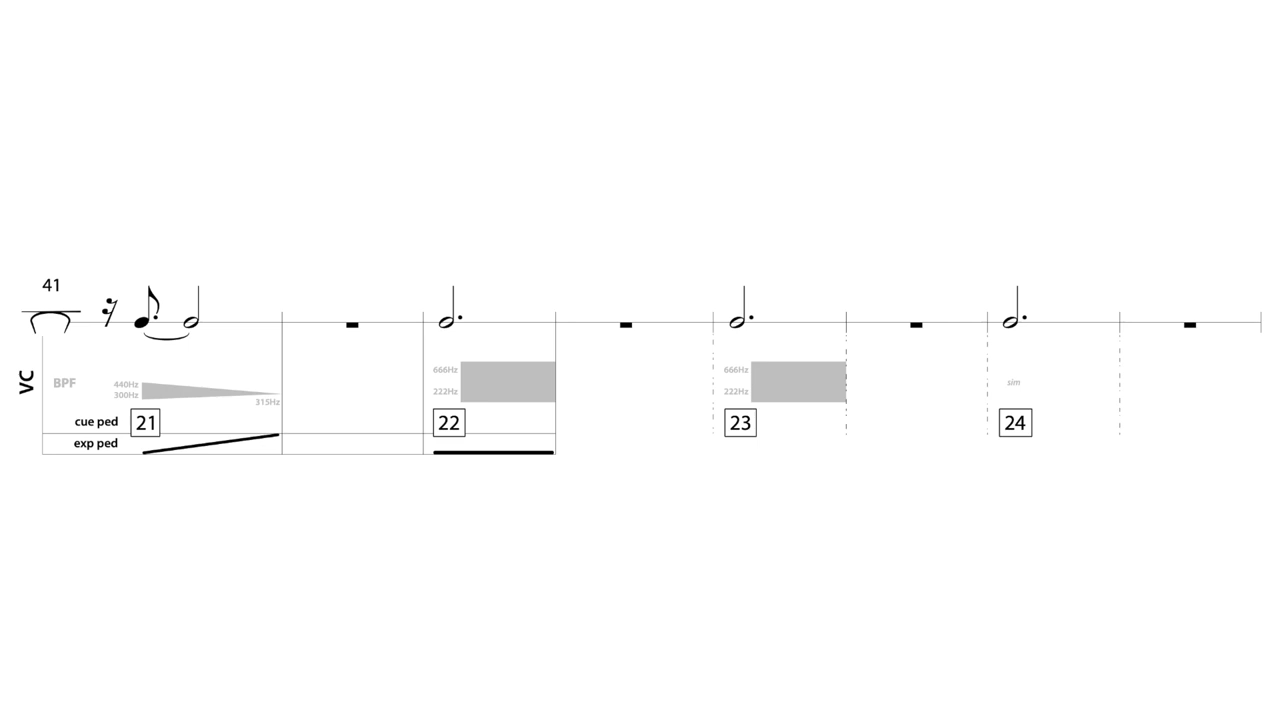 41
VC
BPF
440Hz
300Hz
315Hz
666Hz
222Hz
666Hz
222Hz
sim
cue ped
21
22
23
24
exp ped